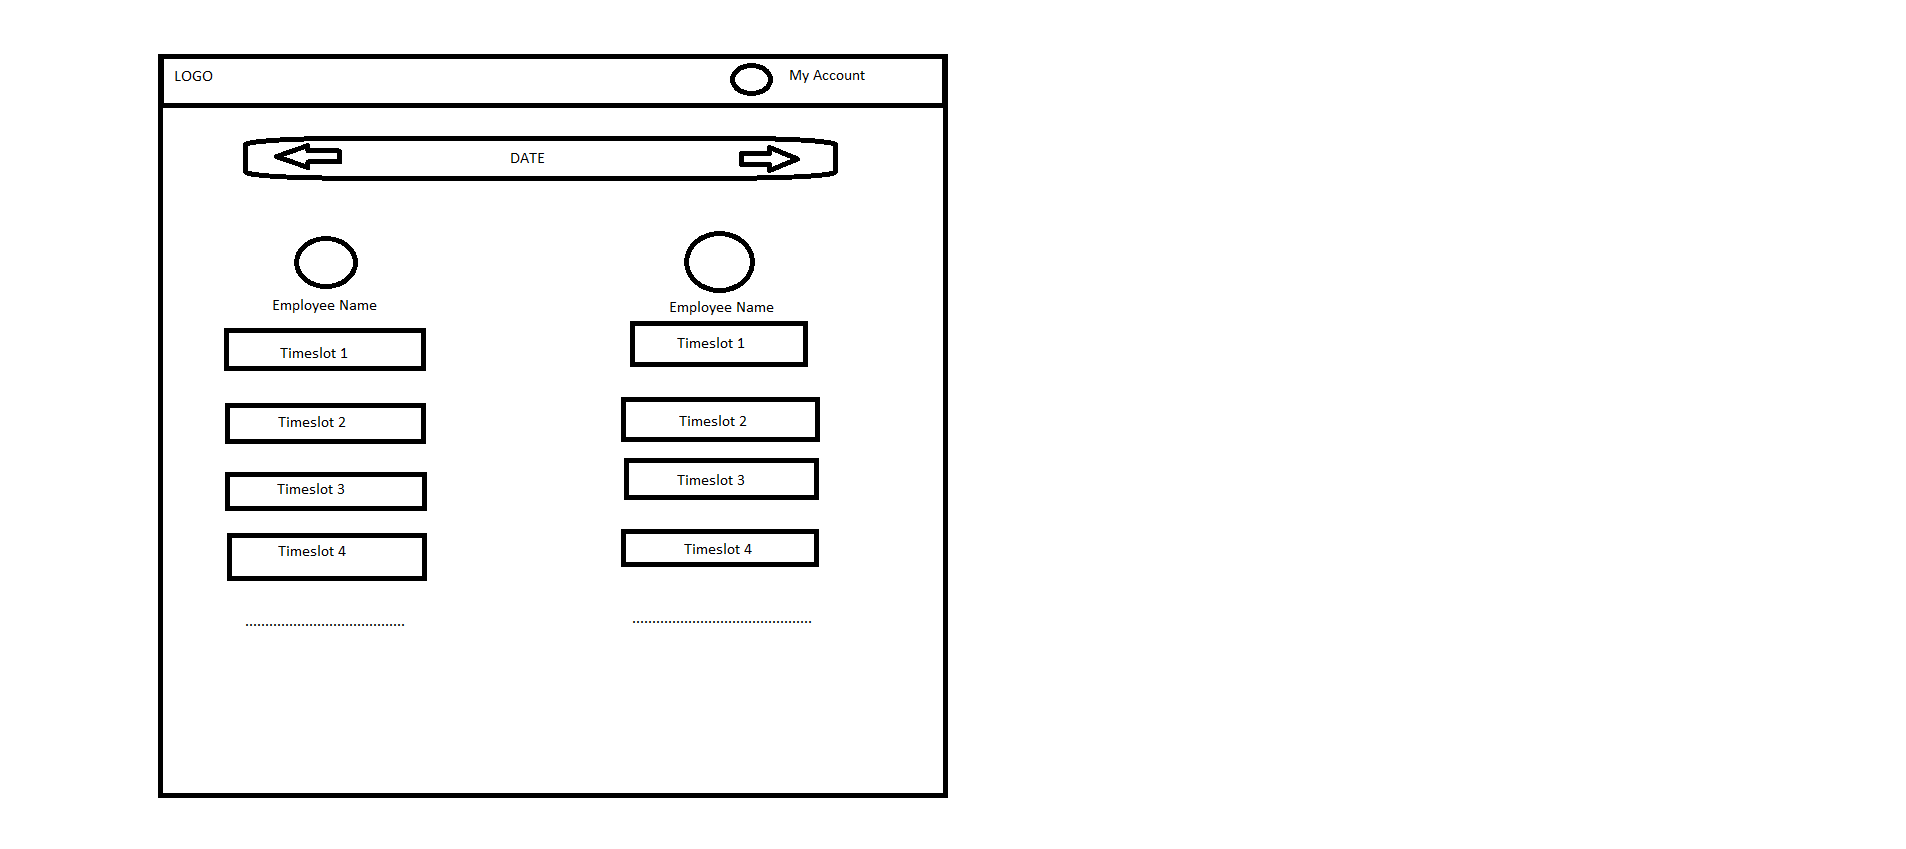 LOGO
My Account
DATE
Employee Name
Timeslot 1
Timeslot 2
Timeslot 3
Timeslot 4
........................................
Employee Name
Timeslot 1
Timeslot 2
Timeslot 3
Timeslot 4
.............................................